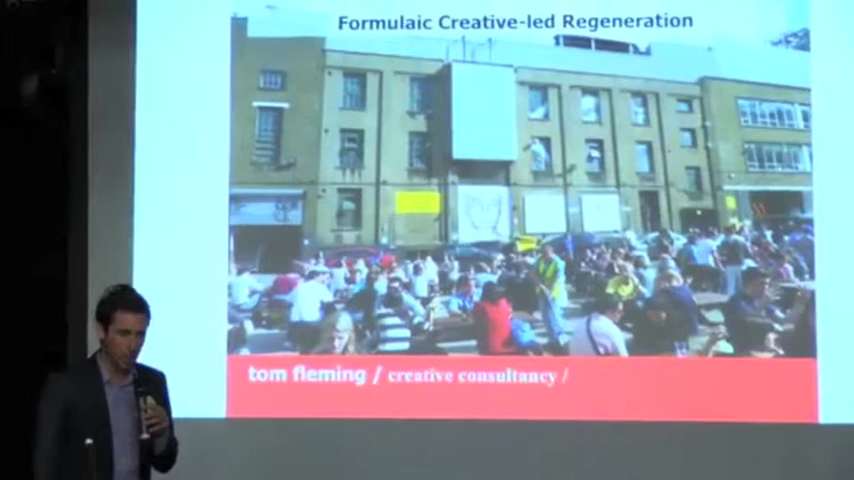 Formulaic Creative-led Regeneration
tom fleming / creative consultancy /